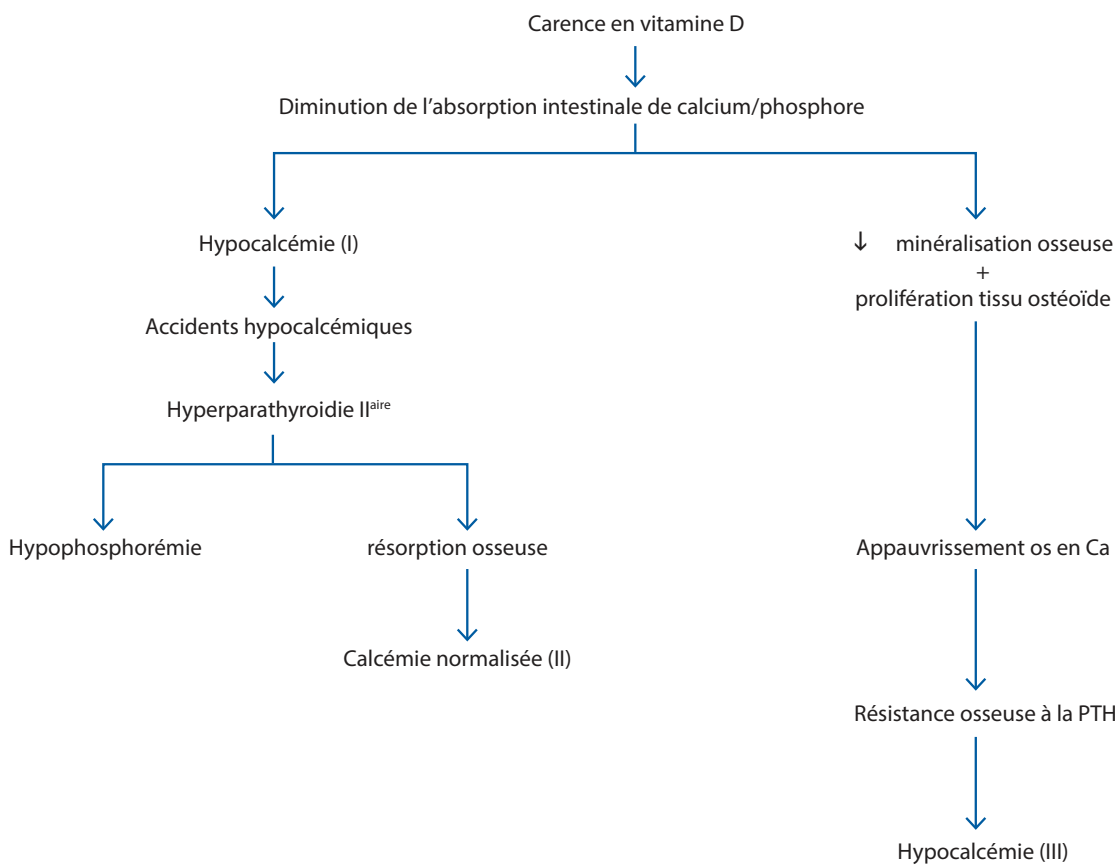 Carence en vitamine D
Diminution de l'absorption intestinale de calcium/phosphore
Hypocalcémie (I)
↓ minéralisation osseuse
+
prolifération tissu ostéoïde
Accidents hypocalcémiques
Hyperparathyroidie IIaire
Hypophosphorémie
résorption osseuse
Appauvrissement os en Ca
Calcémie normalisée (II)
Résistance osseuse à la PTH
Hypocalcémie (III)